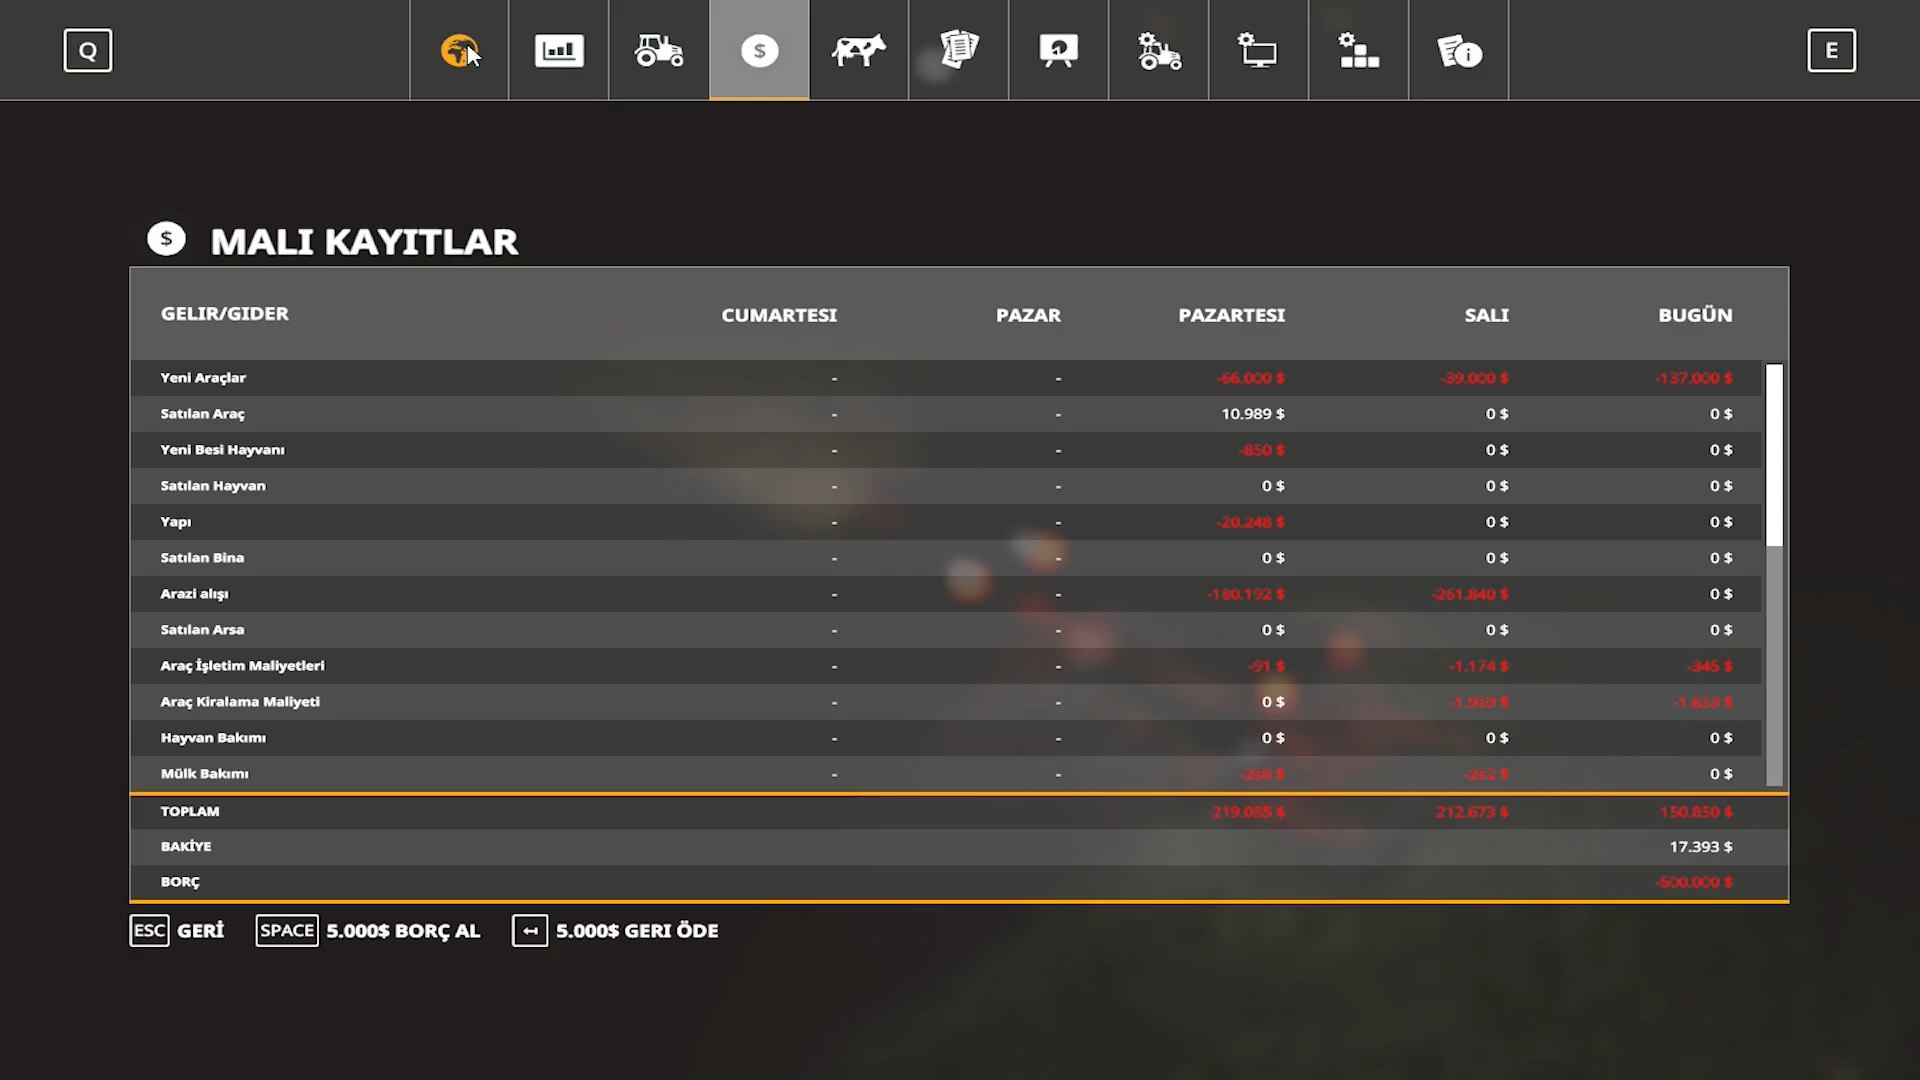 Q
$
E
$ MALI KAYITLAR
GELIR/GIDER CUMARTESI PAZAR PAZARTESI SALI BUGÜN
Yeni Araçlar - - -66.000 $ -39.000 $ -137.000 $
Satılan Araç - - 10.989 $ 0 $ 0 $
Yeni Besi Hayvanı - - -850 $ 0 $ 0 $
Satılan Hayvan - - 0 $ 0 $ 0 $
Yapı - - -20.248 $ 0 $ 0 $
Satılan Bina - - 0 $ 0 $ 0 $
Arazi alışı - - -180.192 $ -261.840 $ 0 $
Satılan Arsa - - 0 $ 0 $ 0 $
Araç İşletim Maliyetleri - - -91 $ -1.174 $ -345 $
Araç Kiralama Maliyeti - - 0 $
Hayvan Bakımı - - 0 $ 0 $ 0 $
Mülk Bakımı - - 0 $
TOPLAM 212.673 $ 150.850 $
BAKİYE 17.393 $
BORÇ -500.000 $
ESC GERİ SPACE 5.000$ BORÇ AL 5.000$ GERI ÖDE